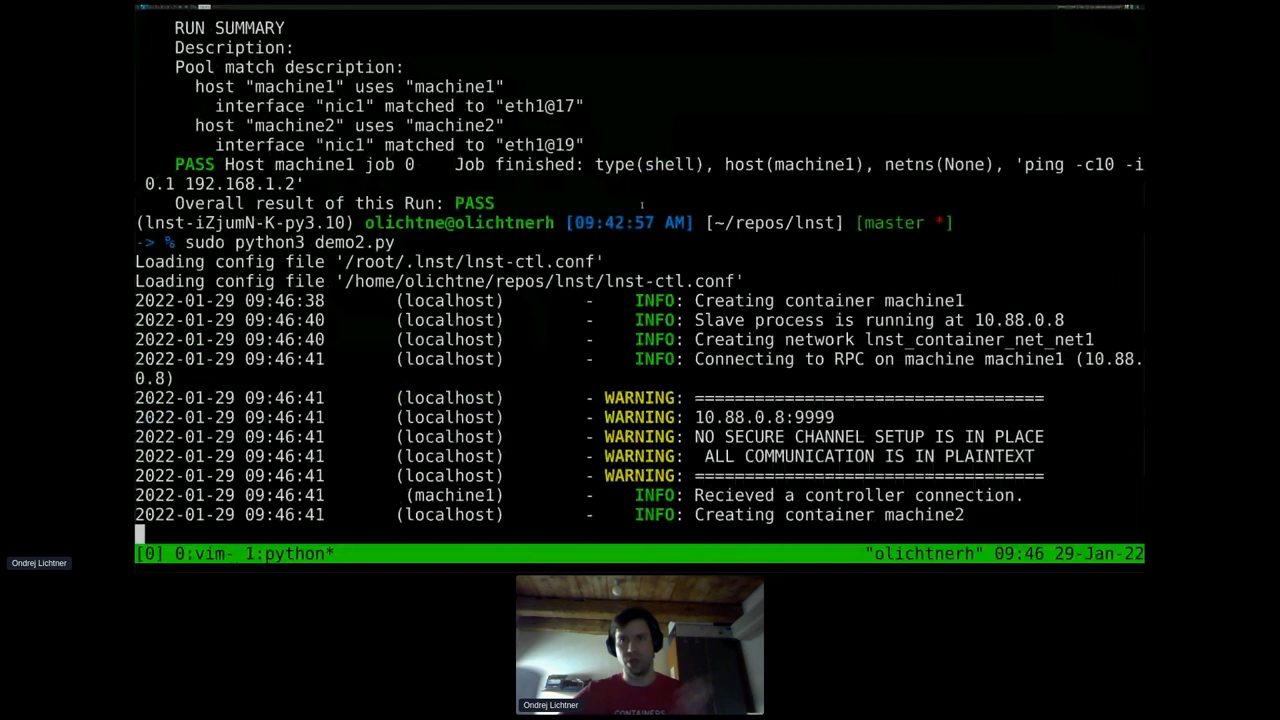 RUN SUMMARY
Description:
Pool match description:
host "machine1" uses "machine1"
interface "nic1" matched to "eth1@17"
host "machine2" uses "machine2"
interface "nic1" matched to "eth1@19"
PASS Host machine1 job 0    Job finished: type(shell), host(machine1), netns(None), 'ping -c10 -i
0.1 192.168.1.2'
Overall result of this Run: PASS
(lnst-iZjumN-K-py3.10) olichtne@olichtnerh [09:42:57 AM] [~/repos/lnst] [master *]
-> % sudo python3 demo2.py
Loading config file '/root/.lnst/lnst-ctl.conf'
Loading config file '/home/olichtne/repos/lnst/lnst-ctl.conf'
2022-01-29 09:46:38 (localhost) - INFO: Creating container machine1
2022-01-29 09:46:40 (localhost) - INFO: Slave process is running at 10.88.0.8
2022-01-29 09:46:40 (localhost) - INFO: Creating network lnst_container_net_net1
2022-01-29 09:46:41 (localhost) - INFO: Connecting to RPC on machine machine1 (10.88.
0.8)
2022-01-29 09:46:41 (localhost) - WARNING: ===================================
2022-01-29 09:46:41 (localhost) - WARNING: 10.88.0.8:9999
2022-01-29 09:46:41 (localhost) - WARNING: NO SECURE CHANNEL SETUP IS IN PLACE
2022-01-29 09:46:41 (localhost) - WARNING: ALL COMMUNICATION IS IN PLAINTEXT
2022-01-29 09:46:41 (localhost) - WARNING: ===================================
2022-01-29 09:46:41 (machine1) - INFO: Recieved a controller connection.
2022-01-29 09:46:41 (localhost) - INFO: Creating container machine2
[0] 0:vim- 1:python* "olichtnerh" 09:46 29-Jan-22
Ondrej Lichtner
Ondrej Lichtner
CONTAINERS